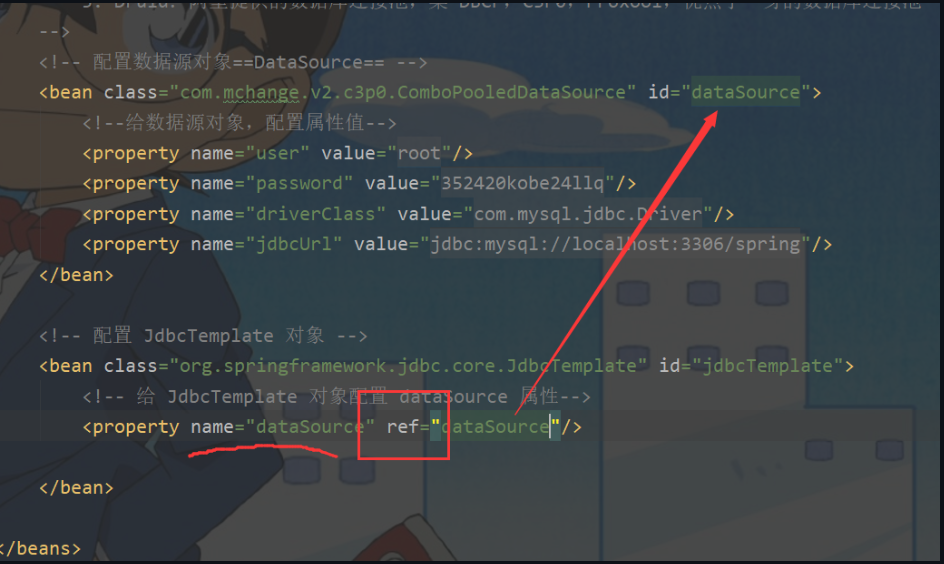 -->
<!-- 配置数据源对象==DataSource== -->
<bean class="com.mchange.v2.c3p0.ComboPooledDataSource" id="dataSource">
<!--给数据源对象，配置属性值-->
<property name="user" value="root"/>
<property name="password" value="352420kobe24llq"/>
<property name="driverClass" value="com.mysql.jdbc.Driver"/>
<property name="jdbcUrl" value="jdbc:mysql://localhost:3306/spring"/>
</bean>
<!-- 配置 JdbcTemplate 对象 -->
<bean class="org.springframework.jdbc.core.JdbcTemplate" id="jdbcTemplate">
<!-- 给 JdbcTemplate 对象配置 dataSource 属性-->
<property name="dataSource" ref="dataSource"/>
</bean>
</beans>